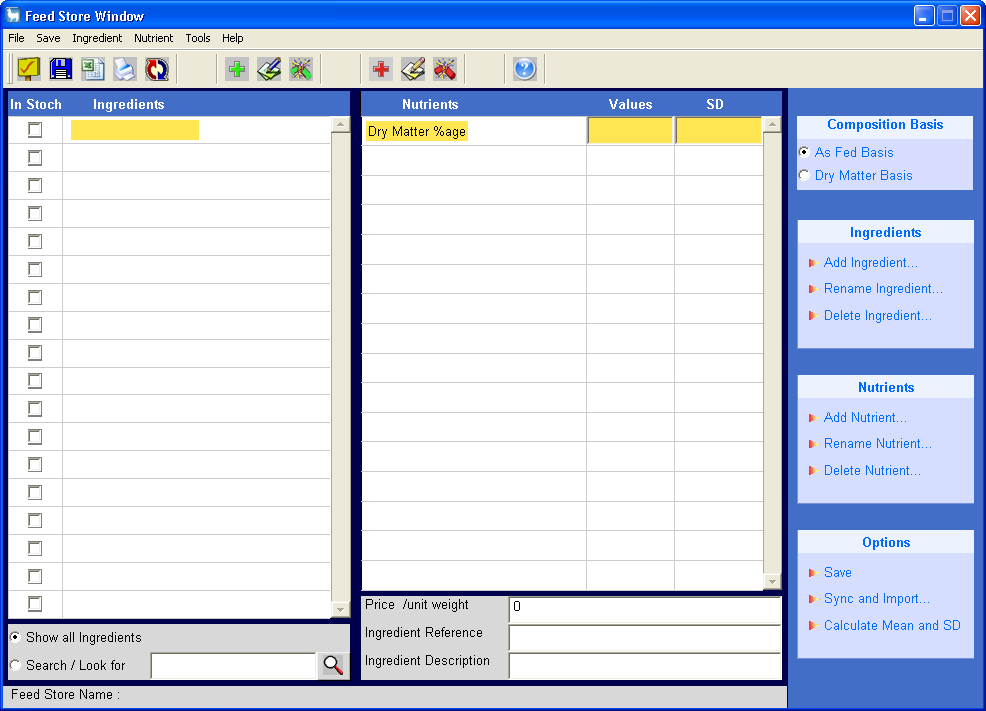 Feed Store Window
File Save Ingredient Nutrient Tools Help
In Stoch Ingredients
Nutrients Values SD
Dry Matter %age
Price /unit weight 0
Ingredient Reference
Ingredient Description
Show all Ingredients
Search / Look for
Feed Store Name :
Composition Basis
As Fed Basis
Dry Matter Basis
Ingredients
Add Ingredient...
Rename Ingredient...
Delete Ingredient...
Nutrients
Add Nutrient...
Rename Nutrient...
Delete Nutrient...
Options
Save
Sync and Import...
Calculate Mean and SD